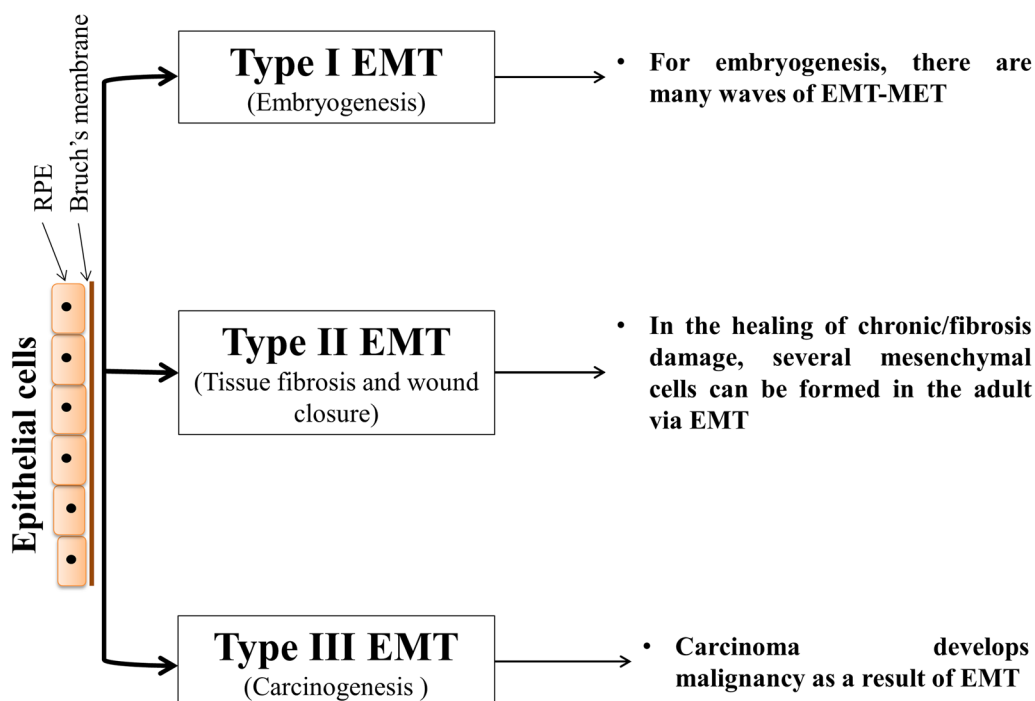 Type I EMT
(Embryogenesis)
• For embryogenesis, there are
many waves of EMT-MET
RPE
Bruch's membrane
Epithelial cells
Type II EMT
(Tissue fibrosis and wound
closure)
• In the healing of chronic/fibrosis
damage, several mesenchymal
cells can be formed in the adult
via EMT
Type III EMT
(Carcinogenesis )
• Carcinoma develops
malignancy as a result of EMT